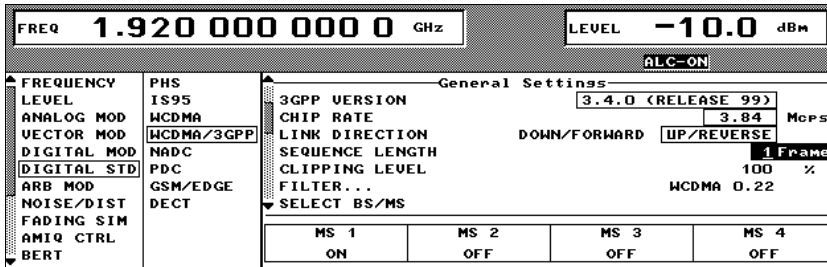 FREQ 1.920 000 000 0 GHz LEVEL -10.0 dBm
ALC-ON
FREQUENCY
LEVEL
ANALOG MOD
VECTOR MOD
DIGITAL MOD
DIGITAL STD
ARB MOD
NOISE/DIST
FADING SIM
AMIQ CTRL
BERT
PHS
IS95
WCDMA
WCDMA/3GPP
NADC
PDC
GSM/EDGE
DECT
General Settings
3GPP VERSION 3.4.0 (RELEASE 99)
CHIP RATE 3.84 Mcps
LINK DIRECTION DOWN/FORWARD UP/REVERSE
SEQUENCE LENGTH 1 Frame
CLIPPING LEVEL 100 %
FILTER... WCDMA 0.22
SELECT BS/MS
MS 1 MS 2 MS 3 MS 4
ON OFF OFF OFF